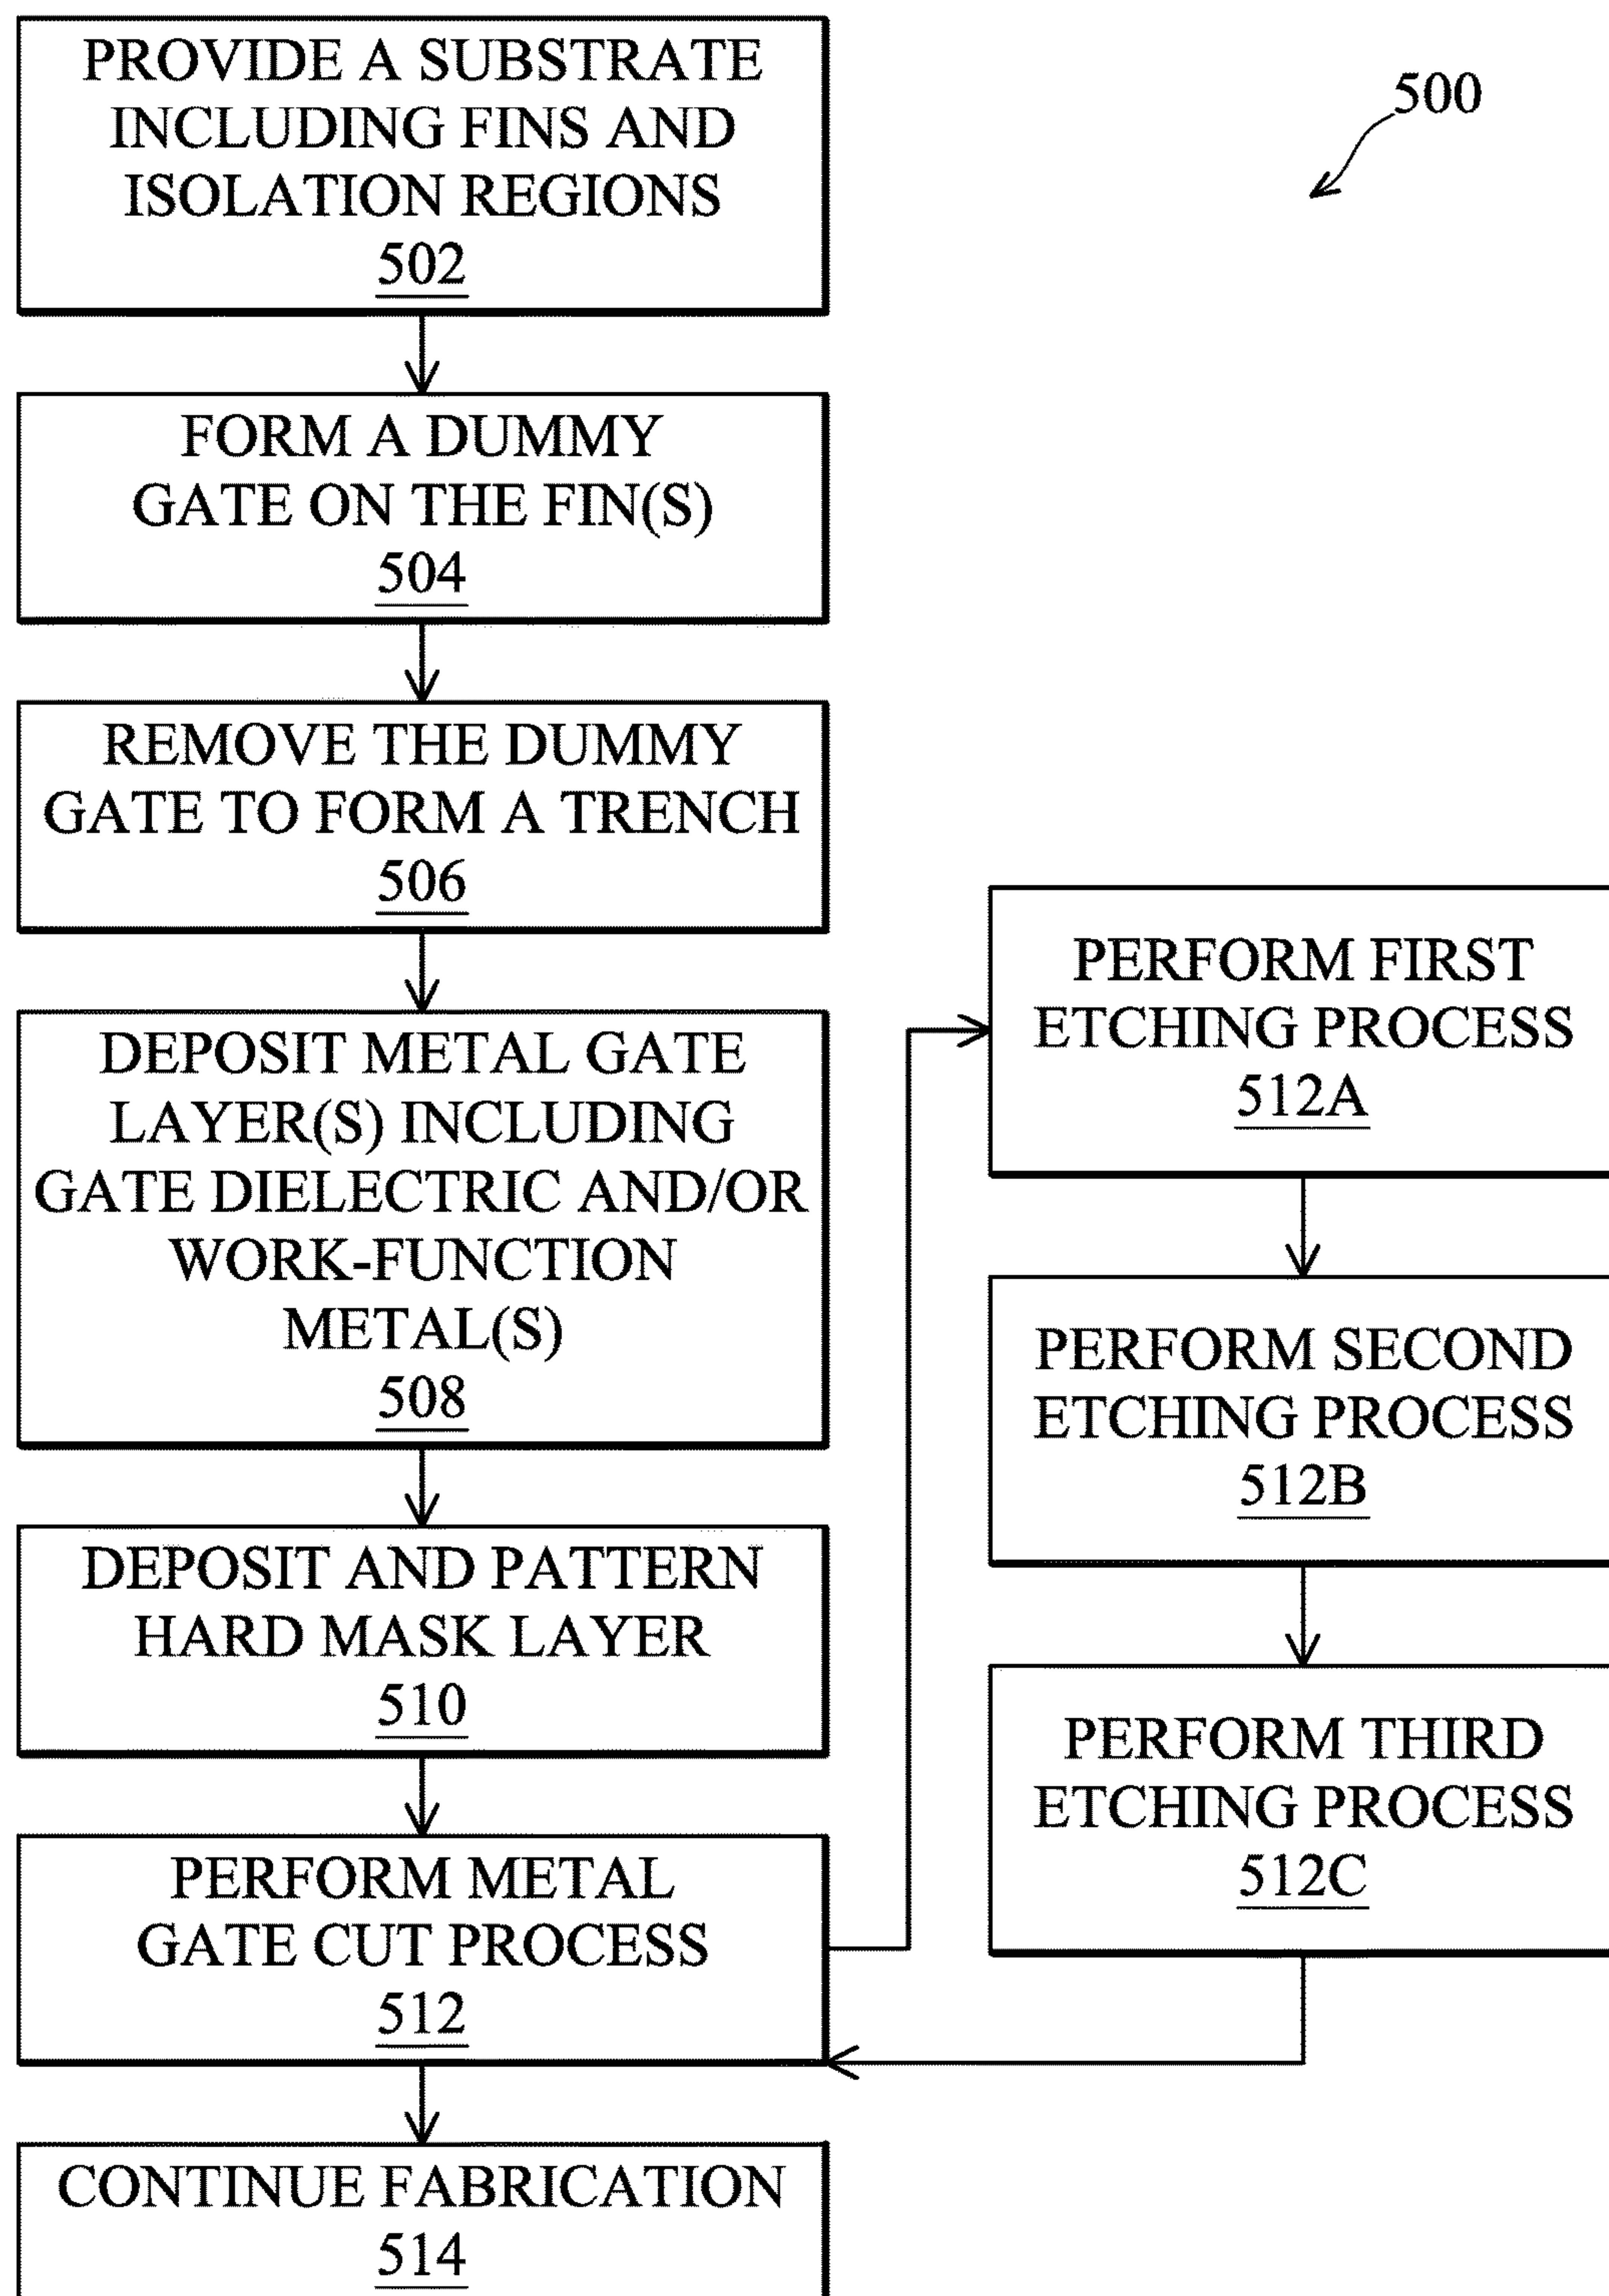 PROVIDE A SUBSTRATE
INCLUDING FINS AND
ISOLATION REGIONS
502
500
FORM A DUMMY
GATE ON THE FIN(S)
504
REMOVE THE DUMMY
GATE TO FORM A TRENCH
506
DEPOSIT METAL GATE
LAYER(S) INCLUDING
GATE DIELECTRIC AND/OR
WORK-FUNCTION
METAL(S)
508
DEPOSIT AND PATTERN
HARD MASK LAYER
510
PERFORM METAL
GATE CUT PROCESS
512
PERFORM FIRST
ETCHING PROCESS
512A
PERFORM SECOND
ETCHING PROCESS
512B
PERFORM THIRD
ETCHING PROCESS
512C
CONTINUE FABRICATION
514